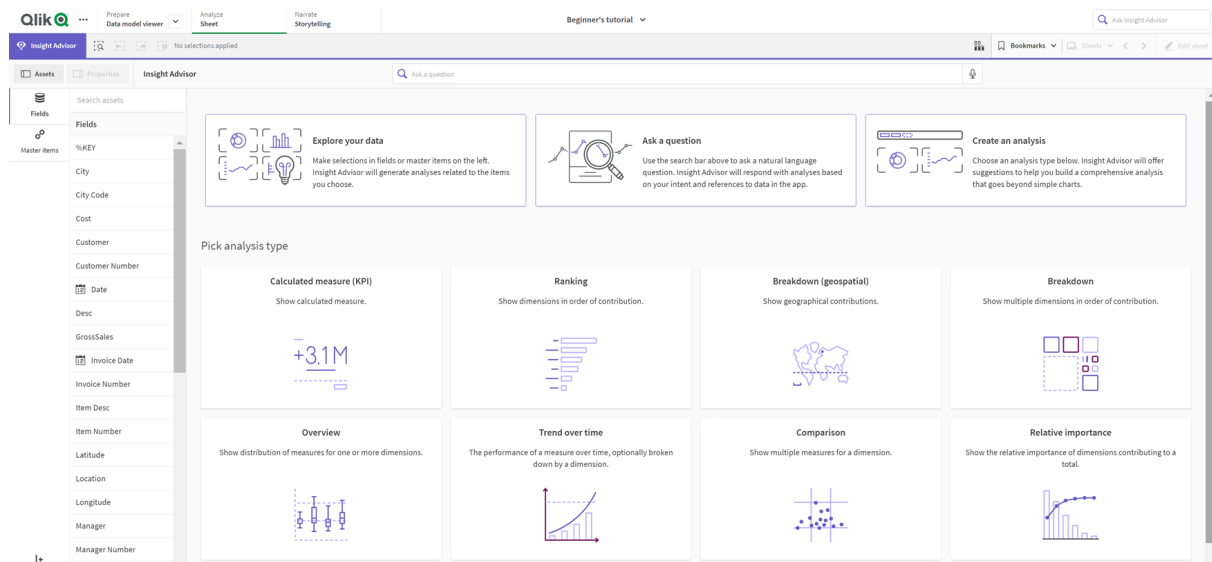 Qlik
Prepare
Data model viewer
Analyze
Sheet
Narrate
Storytelling
Beginner's tutorial
Ask Insight Advisor
Insight Advisor
No selections applied
Bookmarks
Sheets
Edit sheet
Assets
Properties
Insight Advisor
Ask a question
Fields
Master items
Search assets
Fields
%KEY
City
City Code
Cost
Customer
Customer Number
Date
Desc
GrossSales
Invoice Date
Invoice Number
Item Desc
Item Number
Latitude
Location
Longitude
Manager
Manager Number
Explore your data
Make selections in fields or master items on the left.
Insight Advisor will generate analyses related to the items
you choose.
Ask a question
Use the search bar above to ask a natural language
question. Insight Advisor will respond with analyses based
on your intent and references to data in the app.
Create an analysis
Choose an analysis type below. Insight Advisor will offer
suggestions to help you build a comprehensive analysis
that goes beyond simple charts.
Pick analysis type
Calculated measure (KPI)
Show calculated measure.
+3.1M
Ranking
Show dimensions in order of contribution.
Breakdown (geospatial)
Show geographical contributions.
Breakdown
Show multiple dimensions in order of contribution.
Overview
Show distribution of measures for one or more dimensions.
Trend over time
The performance of a measure over time, optionally broken
down by a dimension.
Comparison
Show multiple measures for a dimension.
Relative importance
Show the relative importance of dimensions contributing to a
total.